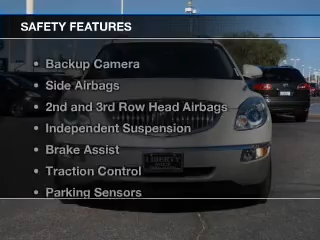 SAFETY FEATURES
• Backup Camera
• Side Airbags
• 2nd and 3rd Row Head Airbags
• Independent Suspension
• Brake Assist
• Traction Control
• Parking Sensors
LIBERTY